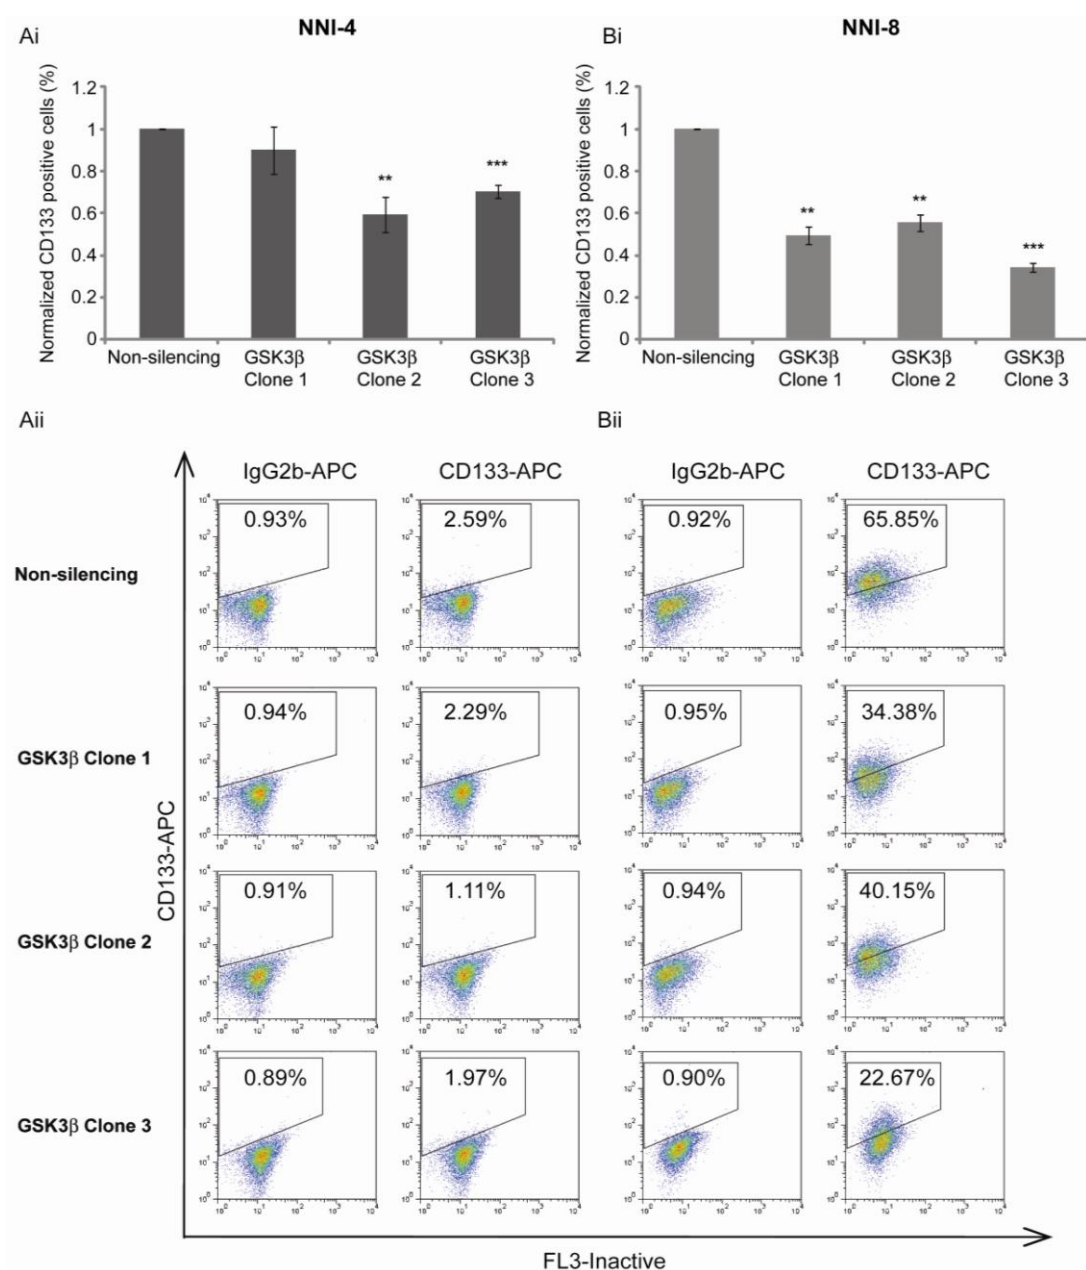 Ai
NNI-4
Normalized CD133 positive cells (%)
1.2
1
0.8
0.6
0.4
0.2
0
**
***
Non-silencing
GSK3β
Clone 1
GSK3β
Clone 2
GSK3β
Clone 3
Bi
NNI-8
Normalized CD133 positive cells (%)
1.2
1
0.8
0.6
0.4
0.2
0
**
**
***
Non-silencing
GSK3β
Clone 1
GSK3β
Clone 2
GSK3β
Clone 3
Aii
Bii
IgG2b-APC
CD133-APC
IgG2b-APC
CD133-APC
Non-silencing
0.93%
2.59%
0.92%
65.85%
GSK3β Clone 1
0.94%
2.29%
0.95%
34.38%
GSK3β Clone 2
0.91%
1.11%
0.94%
40.15%
GSK3β Clone 3
0.89%
1.97%
0.90%
22.67%
CD133-APC
FL3-Inactive